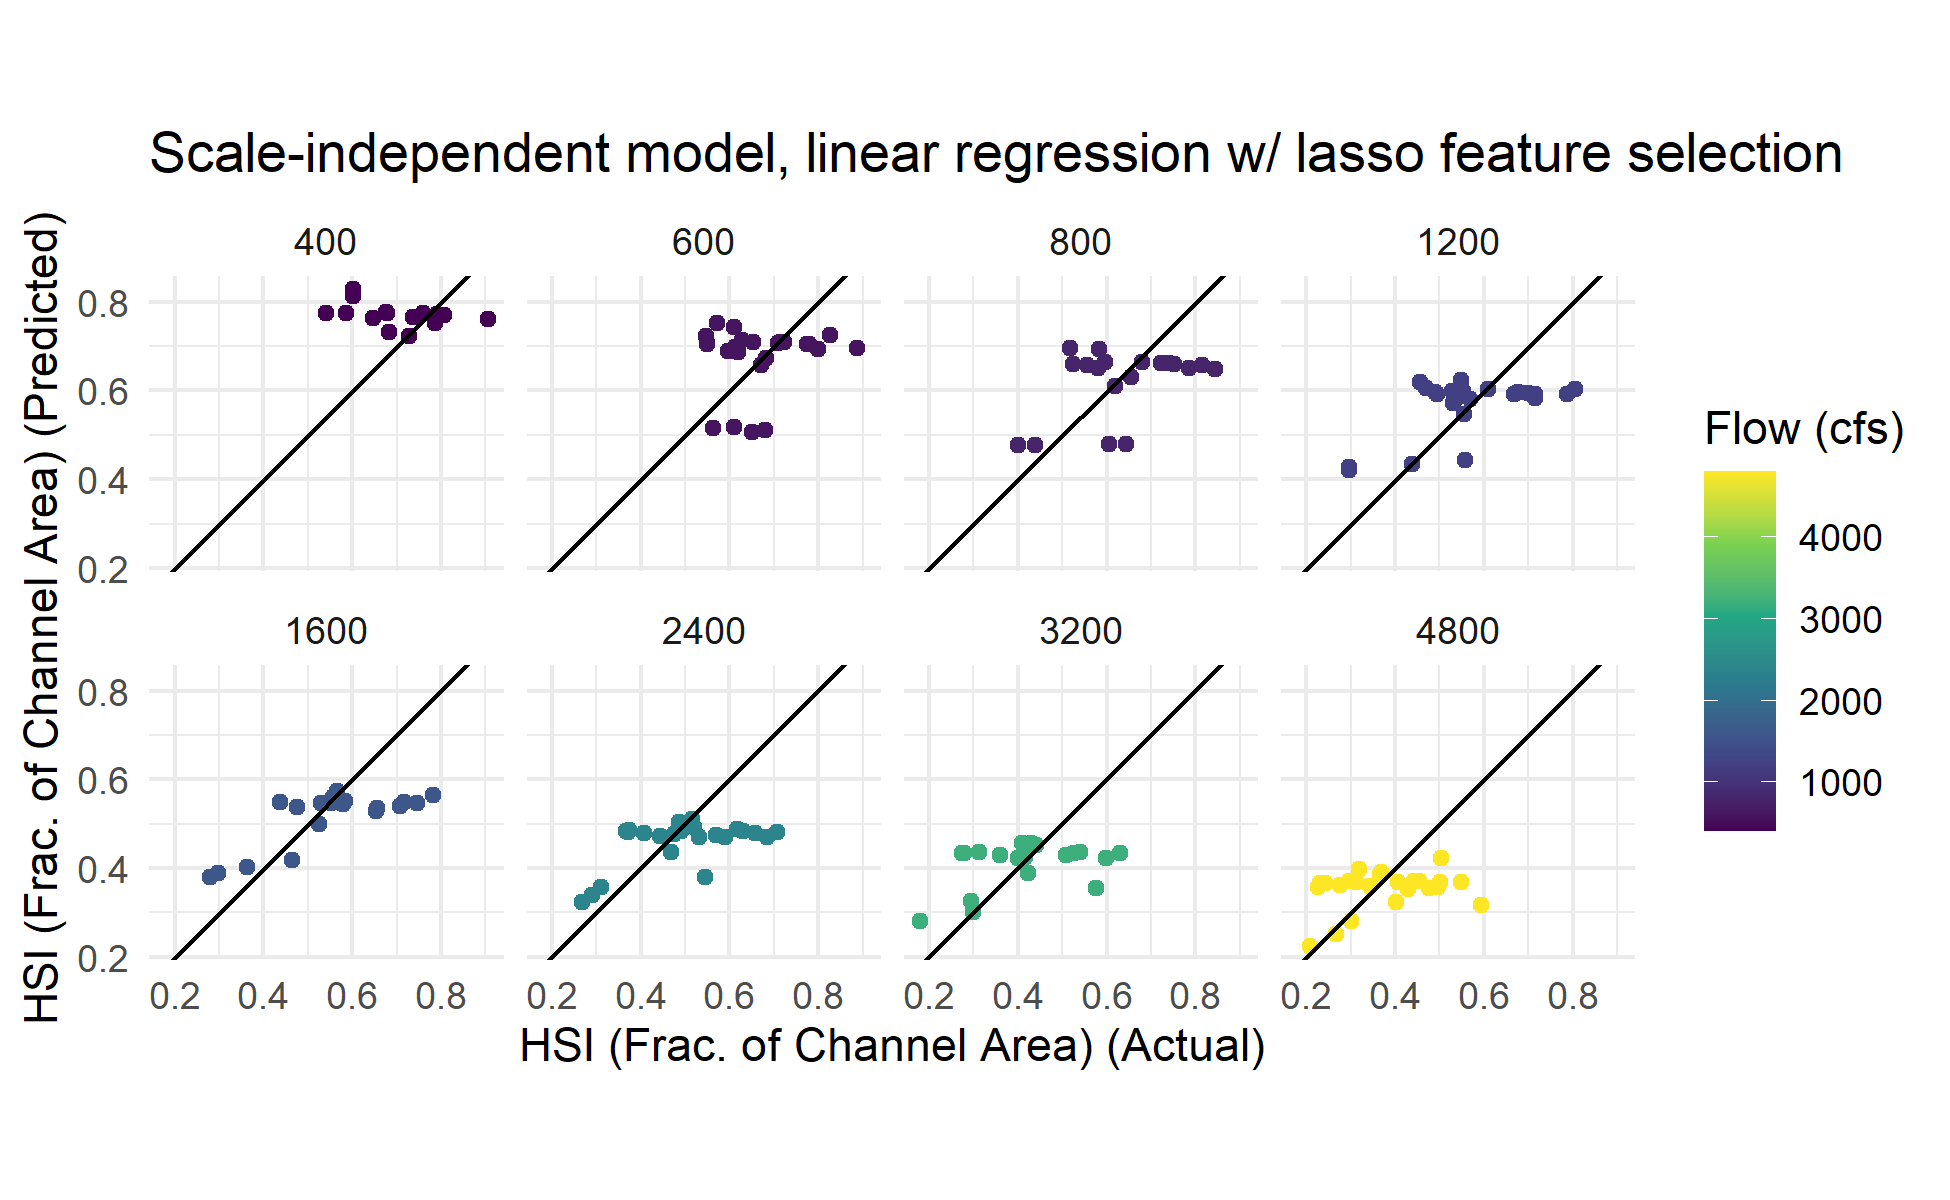 Scale-independent model, linear regression w/ lasso feature selection
400 600 800 1200
0.8
0.6
0.4
0.2
1600 2400 3200 4800
0.8
0.6
0.4
0.2
0.2 0.4 0.6 0.8 0.2 0.4 0.6 0.8 0.2 0.4 0.6 0.8 0.2 0.4 0.6 0.8
HSI (Frac. of Channel Area) (Actual)
HSI (Frac. of Channel Area) (Predicted)
Flow (cfs)
4000
3000
2000
1000